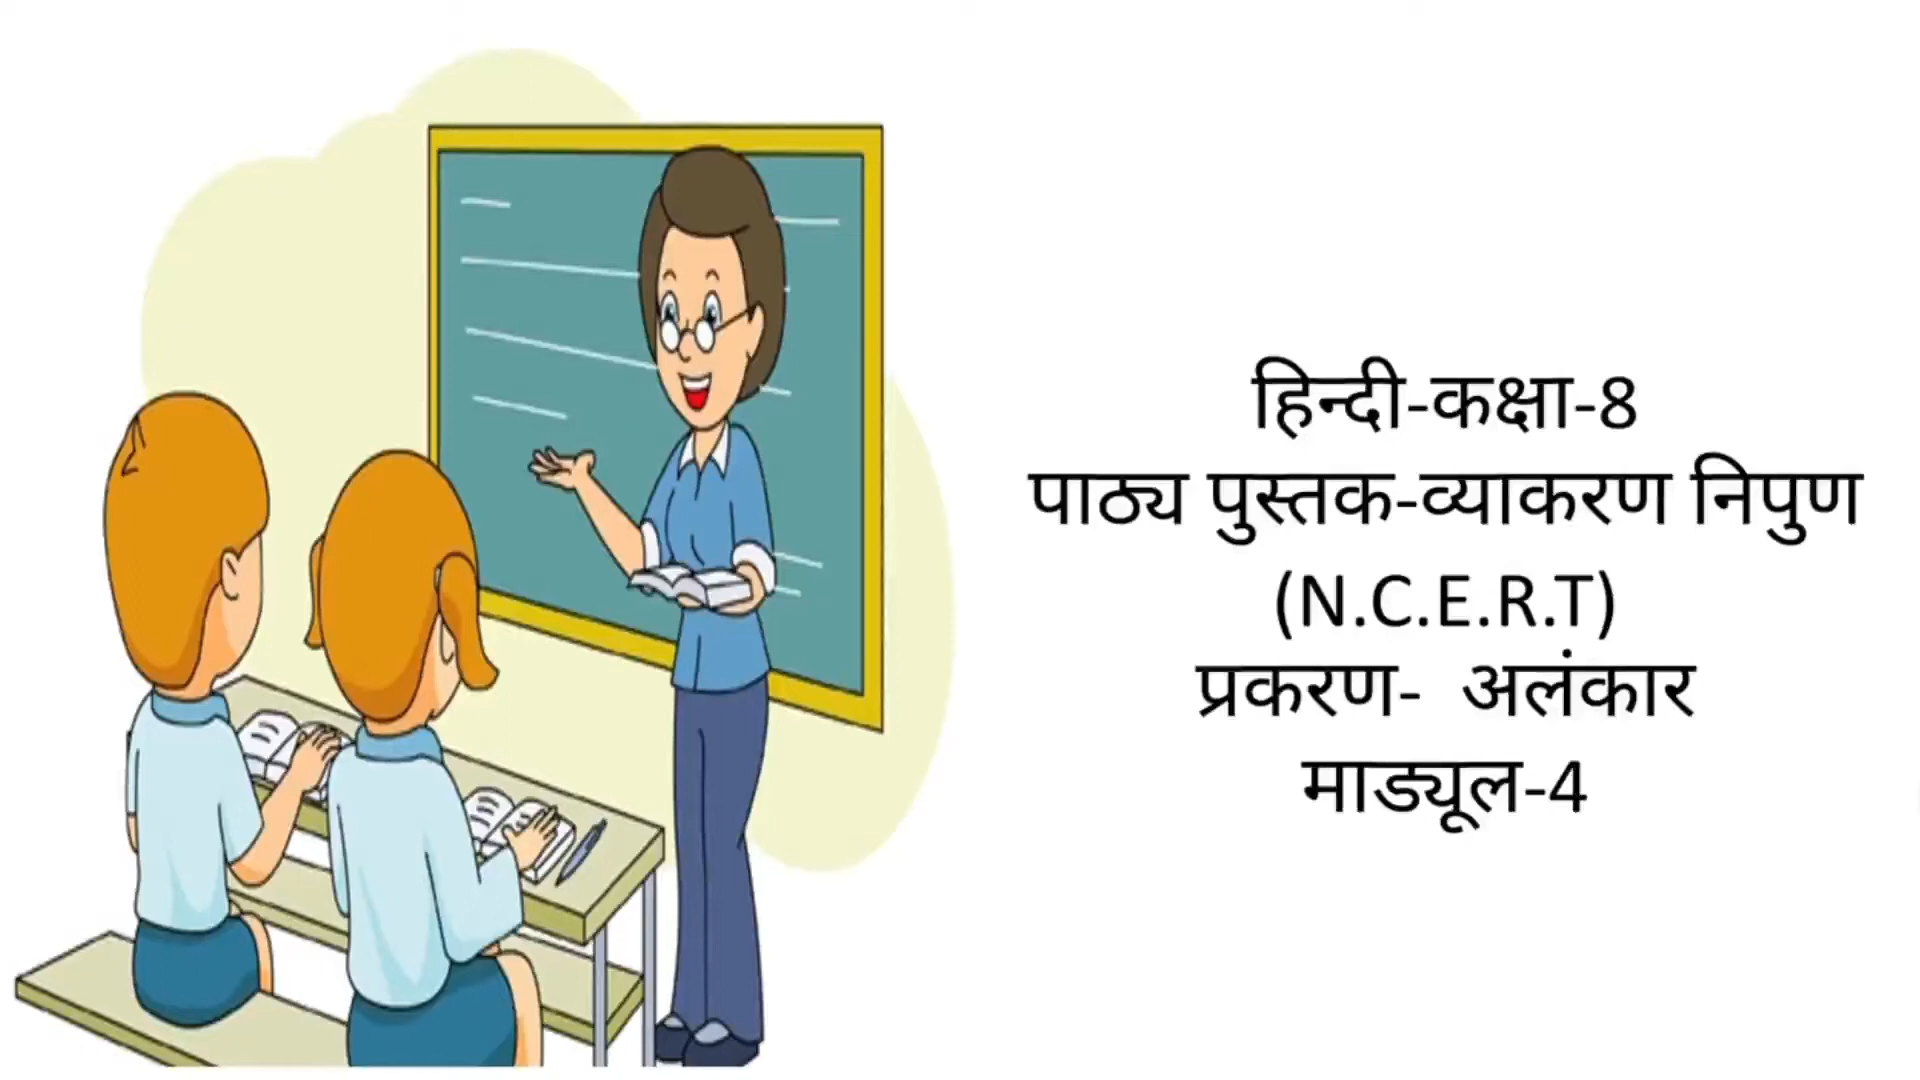 हिन्दी-कक्षा-8
पाठ्य पुस्तक-व्याकरण निपुण
(N.C.E.R.T)
प्रकरण- अलंकार
माड्यूल-4